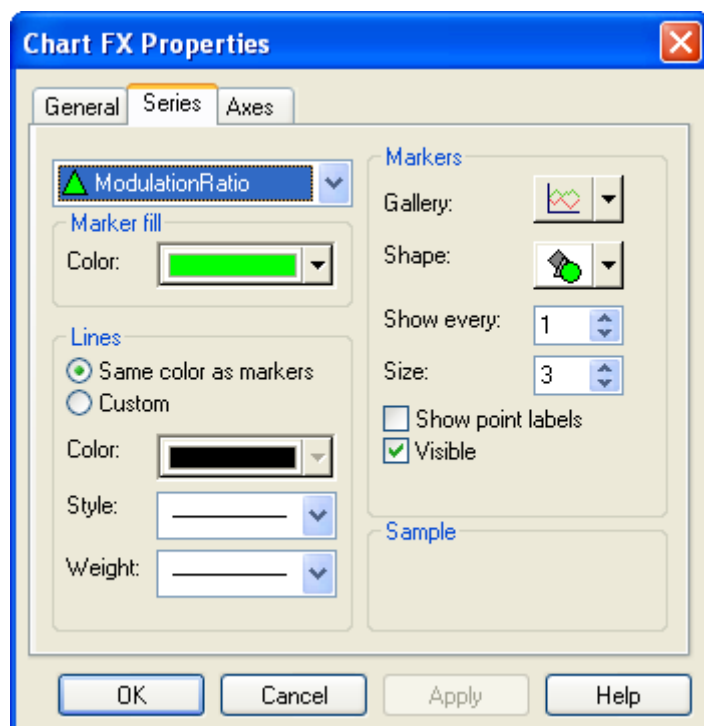 Chart FX Properties
General Series Axes
ModulationRatio
Marker fill
Color:
Lines
Same color as markers
Custom
Color:
Style:
Weight:
Markers
Gallery:
Shape:
Show every: 1
Size: 3
Show point labels
Visible
Sample
OK Cancel Apply Help